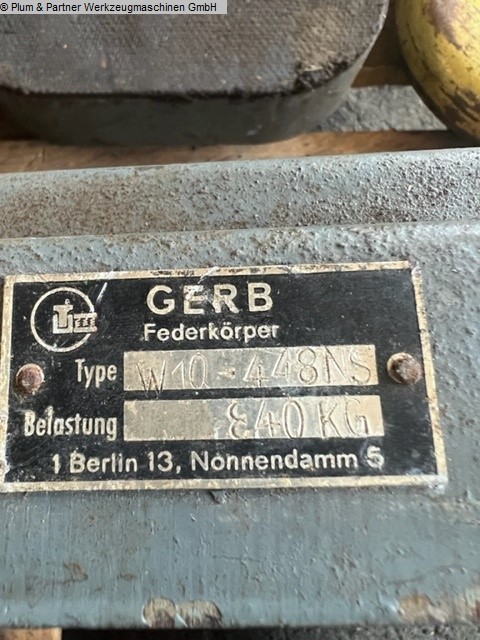 © Plum & Partner Werkzeugmaschinen GmbH
GERB
Federkörper
Type W10-448NS
Belastung 840 KG
1 Berlin 13, Nonnendamm 5